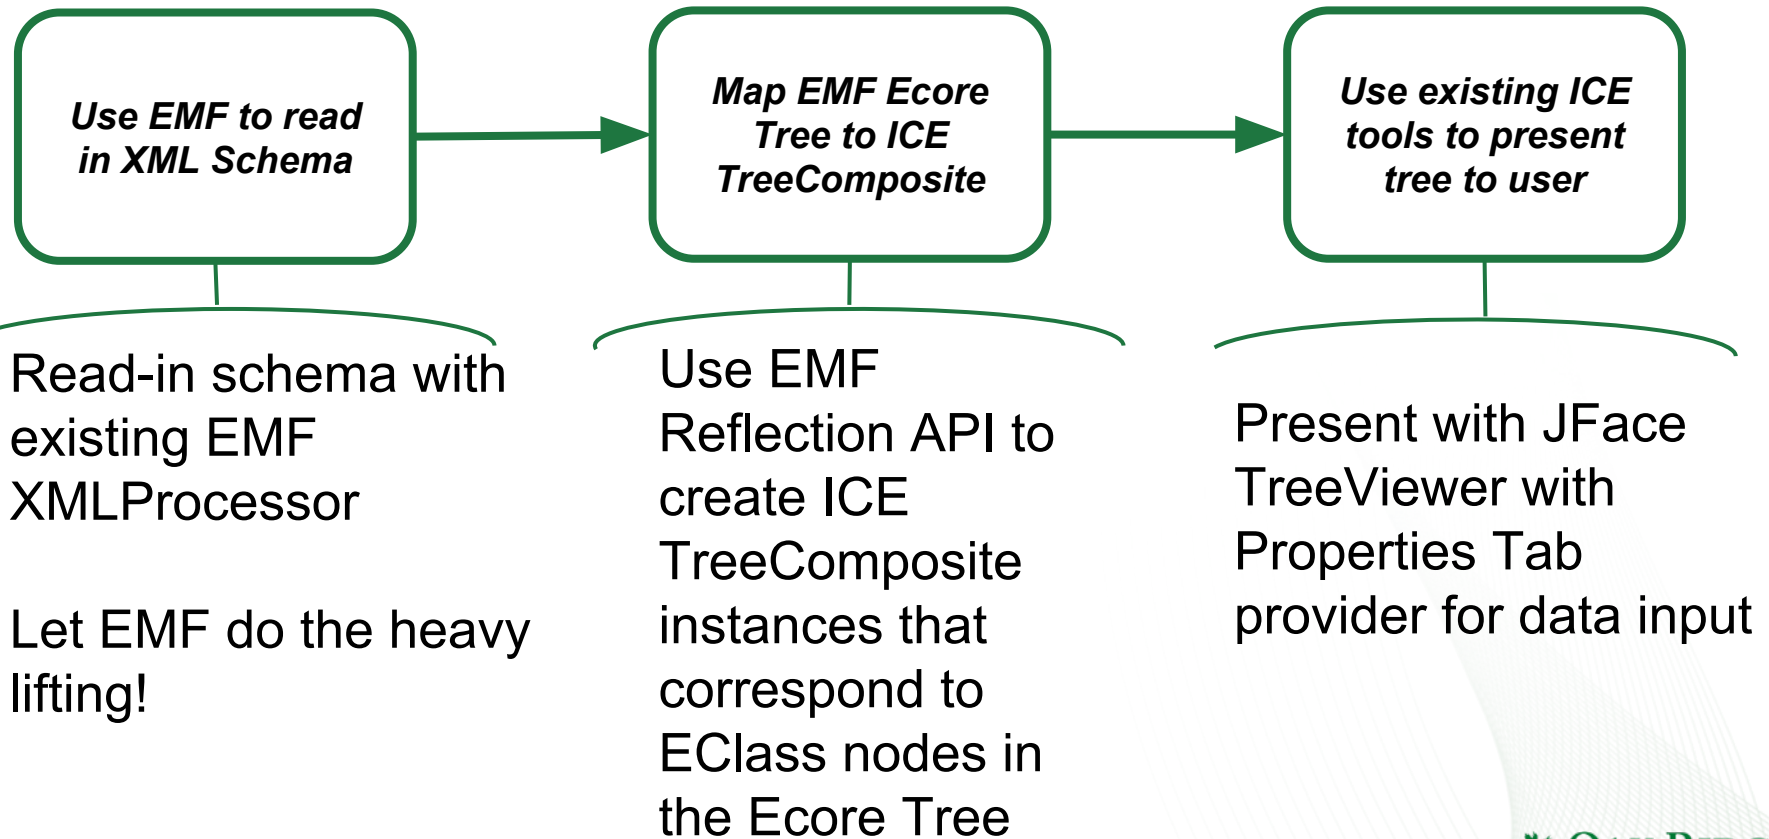 Use EMF to read
in XML Schema
Map EMF Ecore
Tree to ICE
TreeComposite
Use existing ICE
tools to present
tree to user
Read-in schema with
existing EMF
XMLProcessor
Let EMF do the heavy
lifting!
Use EMF
Reflection API to
create ICE
TreeComposite
instances that
correspond to
EClass nodes in
the Ecore Tree
Present with JFace
TreeViewer with
Properties Tab
provider for data input